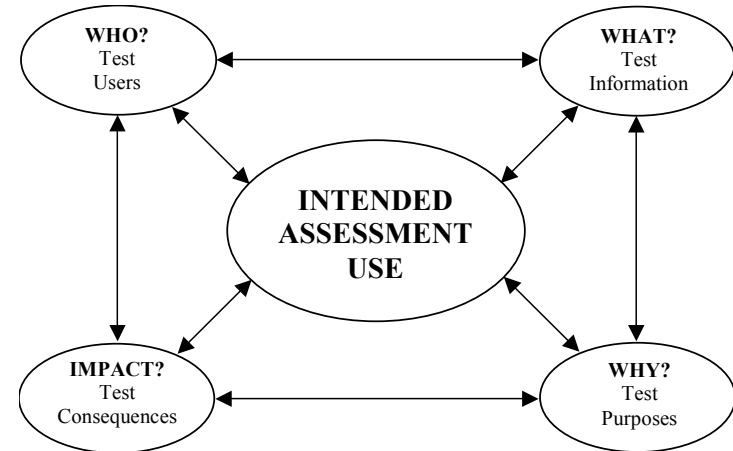 WHO?
Test
Users
WHAT?
Test
Information
INTENDED
ASSESSMENT
USE
IMPACT?
Test
Consequences
WHY?
Test
Purposes